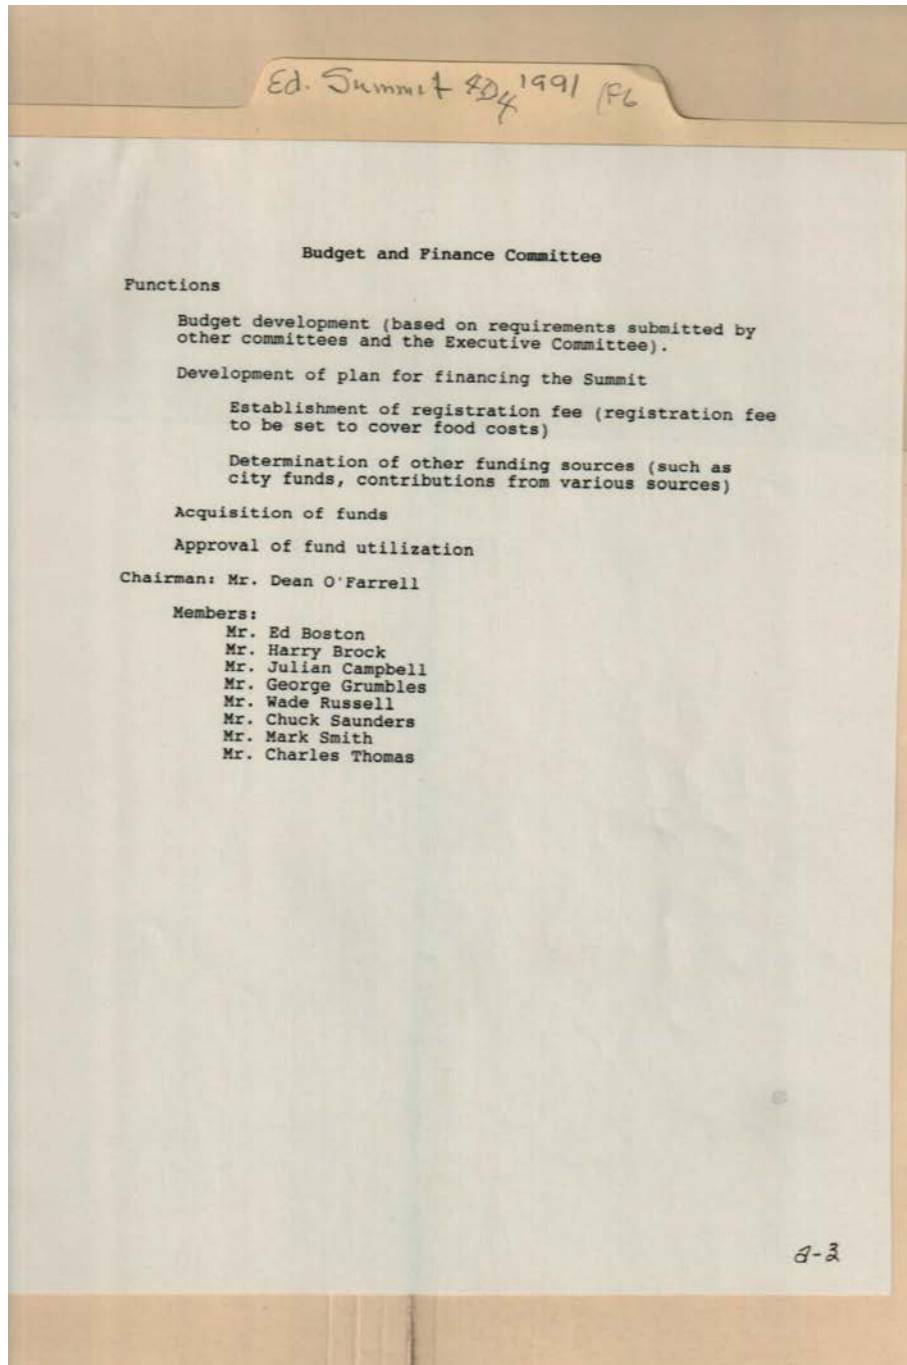 Ed. Summit 1991
Budget and Finance Committee
Functions
Budget development (based on requirements submitted by
other committees and the Executive Committee).
Development of plan for financing the Summit
Establishment of registration fee (registration fee
to be set to cover food costs)
Determination of other funding sources (such as
city funds, contributions from various sources)
Acquisition of funds
Approval of fund utilization
Chairman: Mr. Dean O'Farrell
Members:
Mr. Ed Boston
Mr. Harry Brock
Mr. Julian Campbell
Mr. George Grumbles
Mr. Wade Russell
Mr. Chuck Saunders
Mr. Mark Smith
Mr. Charles Thomas